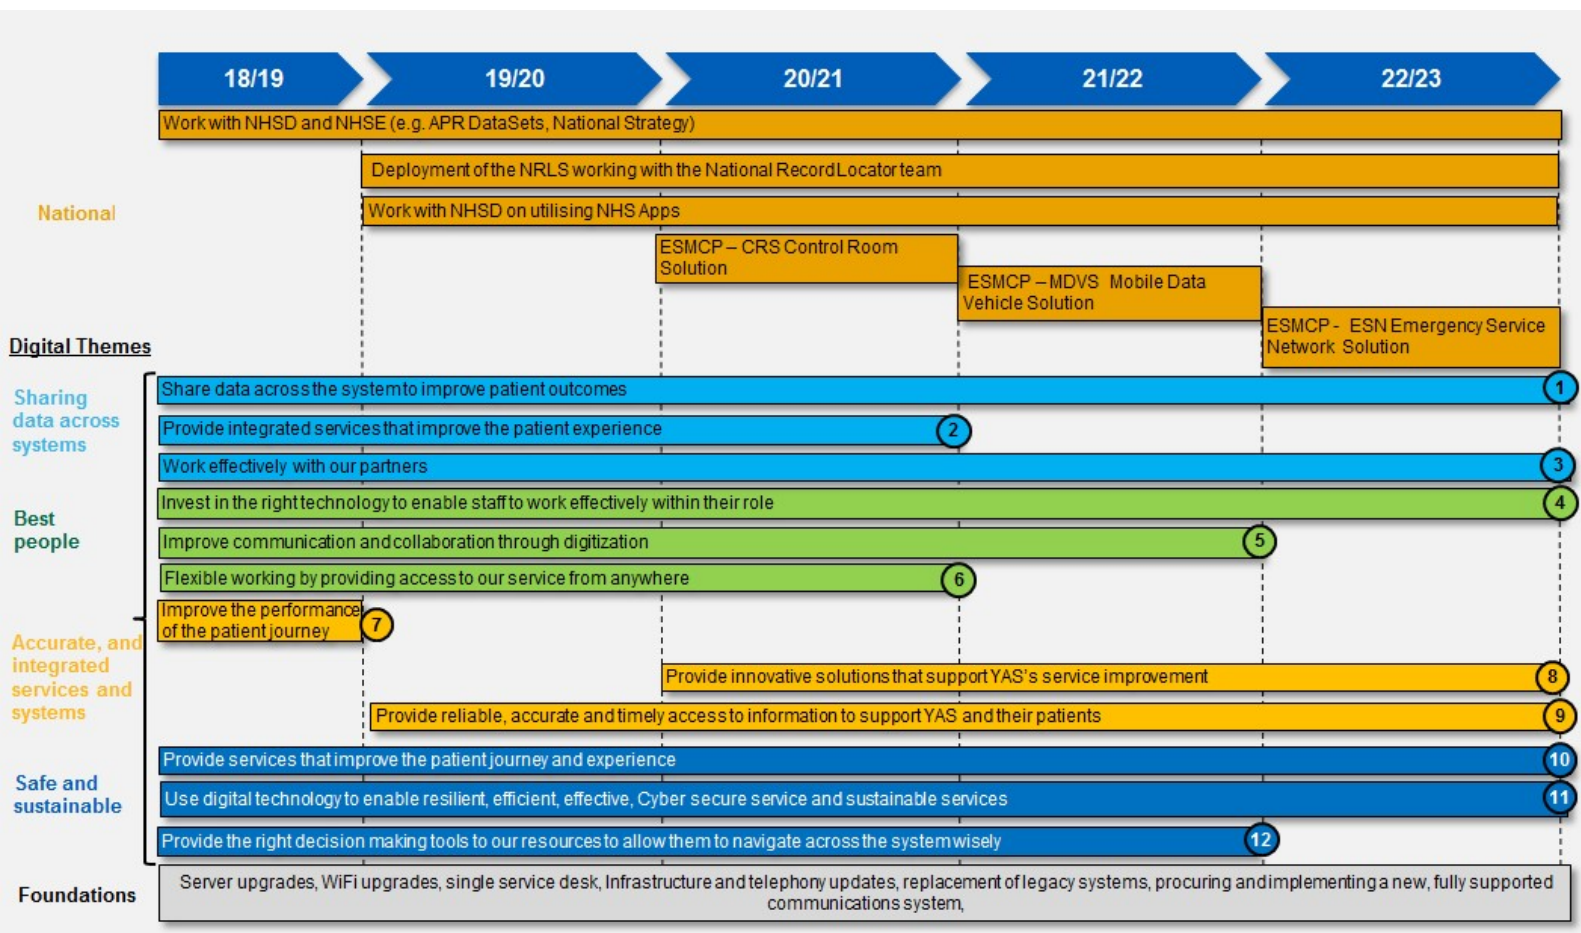 18/19 19/20 20/21 21/22 22/23
Work with NHSD and NHSE (e.g. APR DataSets, National Strategy)
Deployment of the NRLS working with the National Record Locator team
National
Work with NHSD on utilising NHS Apps
ESMCP – CRS Control Room
Solution
ESMCP – MDVS Mobile Data
Vehicle Solution
ESMCP - ESN Emergency Service
Network Solution
Digital Themes
Sharing
data across
systems
Share data across the system to improve patient outcomes
1
Provide integrated services that improve the patient experience
2
Work effectively with our partners
3
Best
people
Invest in the right technology to enable staff to work effectively within their role
4
Improve communication and collaboration through digitization
5
Flexible working by providing access to our service from anywhere
6
Accurate, and
integrated
services and
systems
Improve the performance
of the patient journey
7
Provide innovative solutions that support YAS's service improvement
8
Provide reliable, accurate and timely access to information to support YAS and their patients
9
Safe and
sustainable
Provide services that improve the patient journey and experience
10
Use digital technology to enable resilient, efficient, effective, Cyber secure service and sustainable services
11
Provide the right decision making tools to our resources to allow them to navigate across the system wisely
12
Foundations
Server upgrades, WiFi upgrades, single service desk, Infrastructure and telephony updates, replacement of legacy systems, procuring and implementing a new, fully supported
communications system,